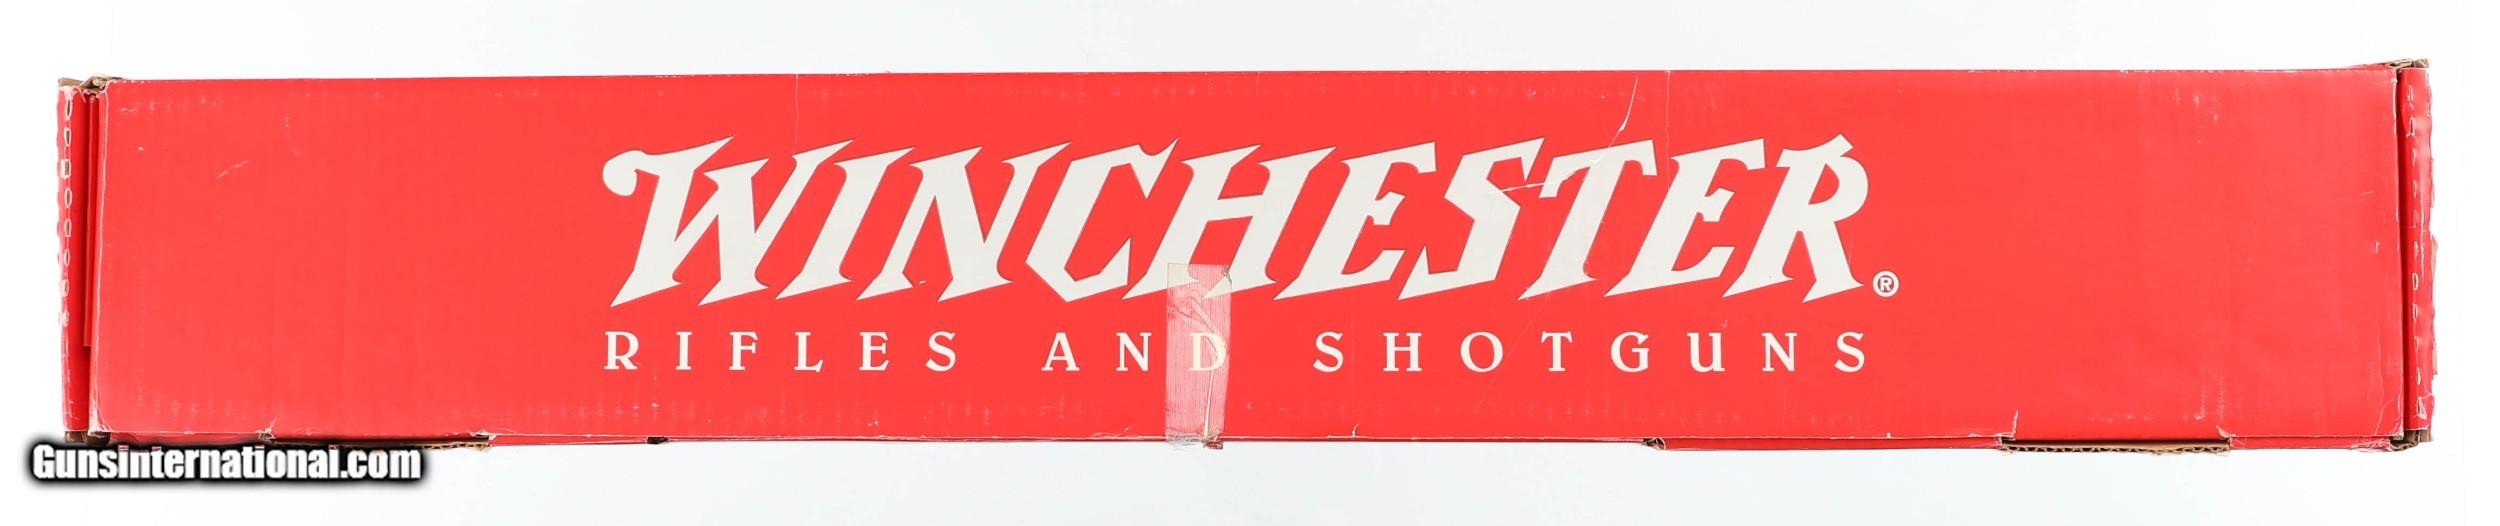 WINCHESTER®
RIFLES AND SHOTGUNS
GunsInternational.com